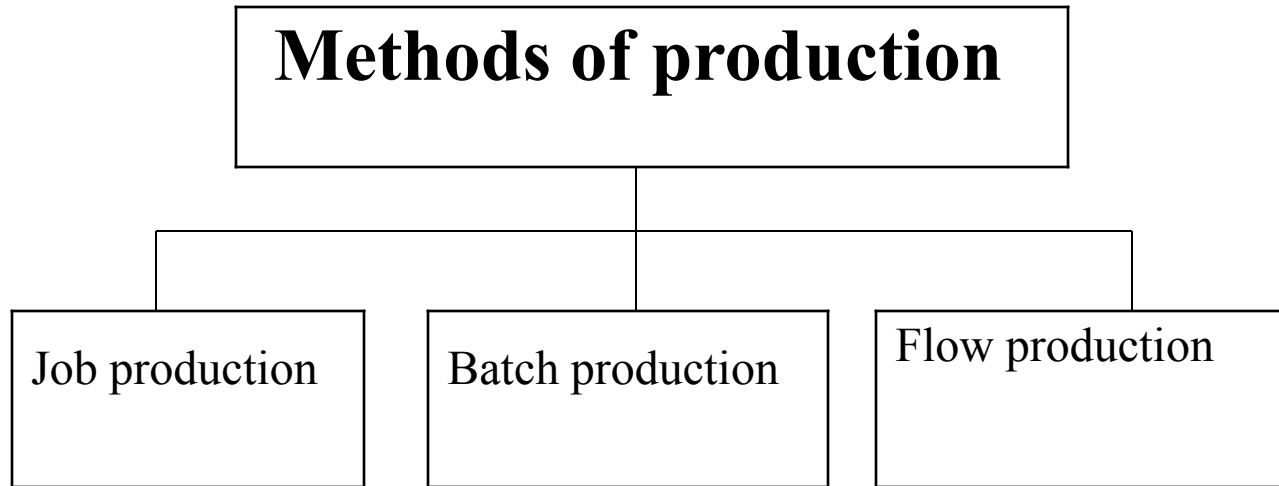 Methods of production
Job production
Batch production
Flow production